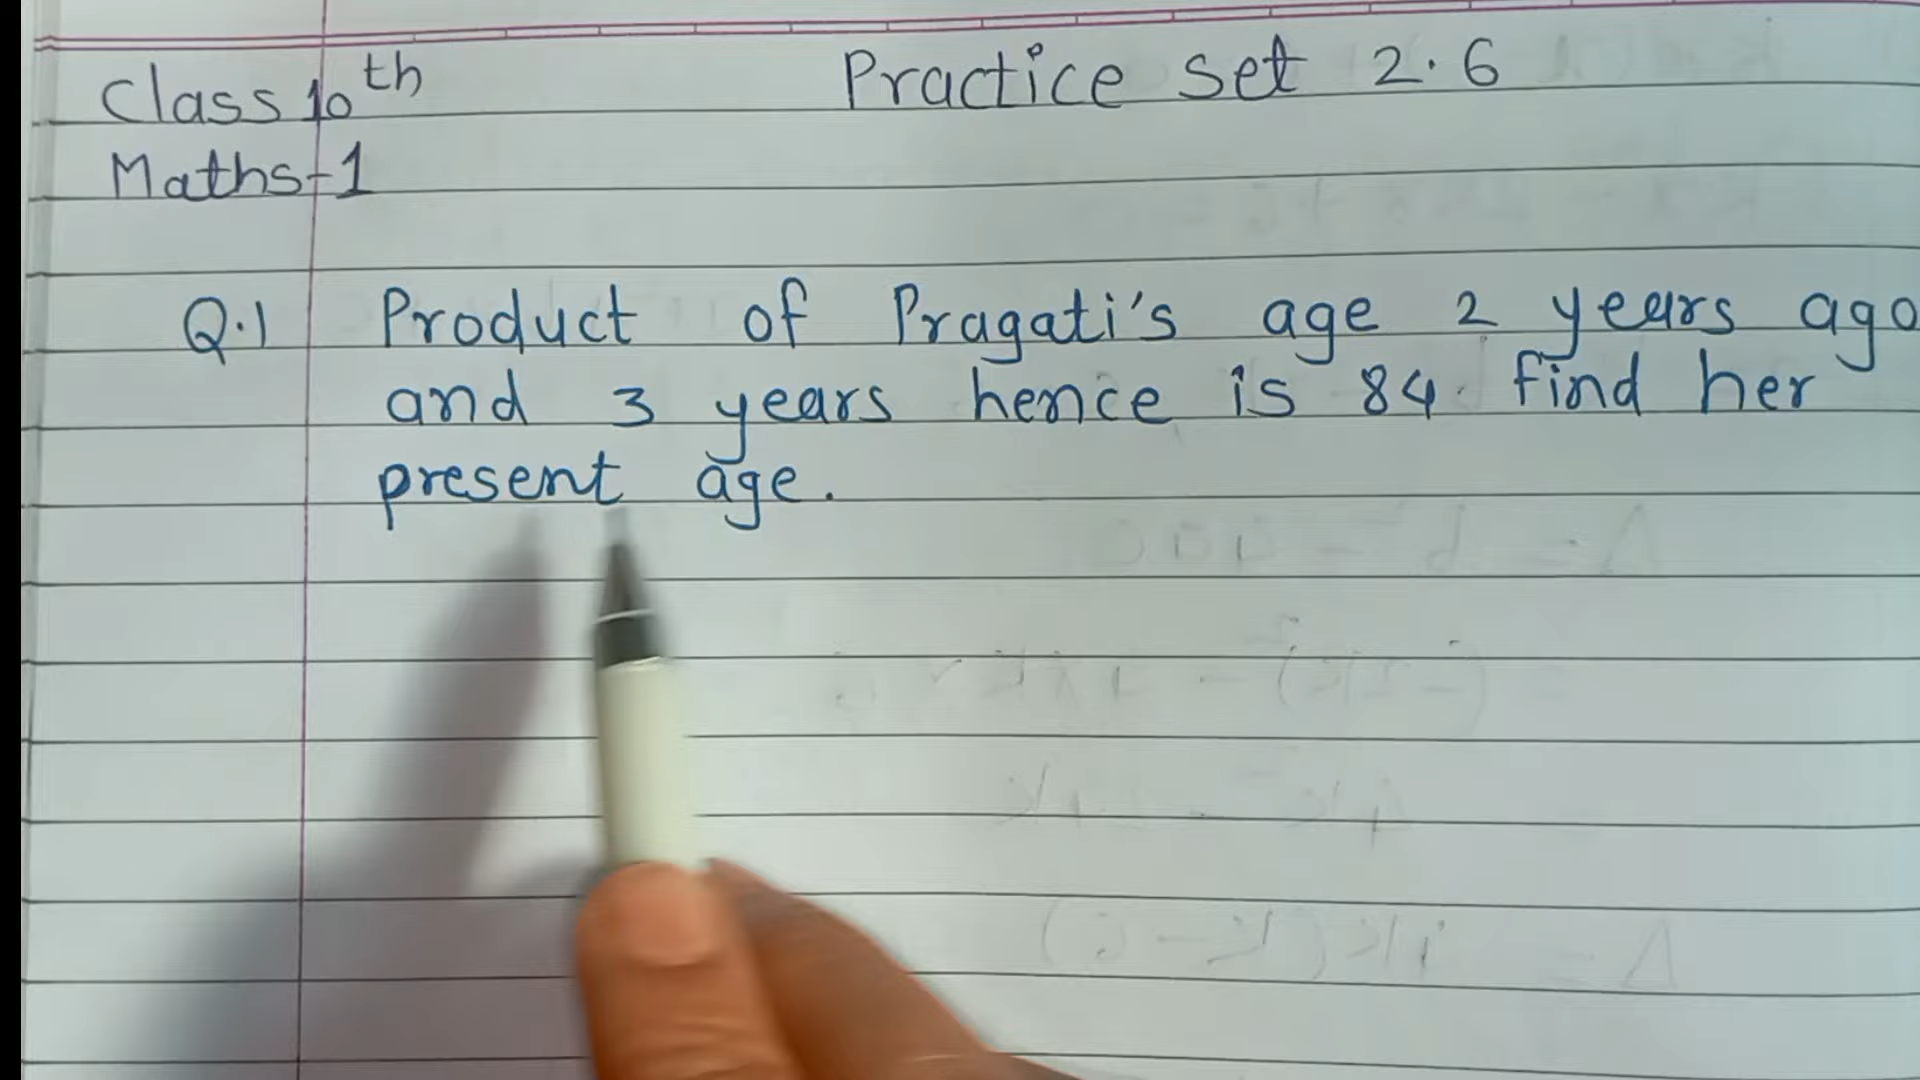 Class 10th
Practice set 2.6
Maths-1
Q.1 Product of Pragati's age 2 years ago
and 3 years hence is 84. find her
present age.